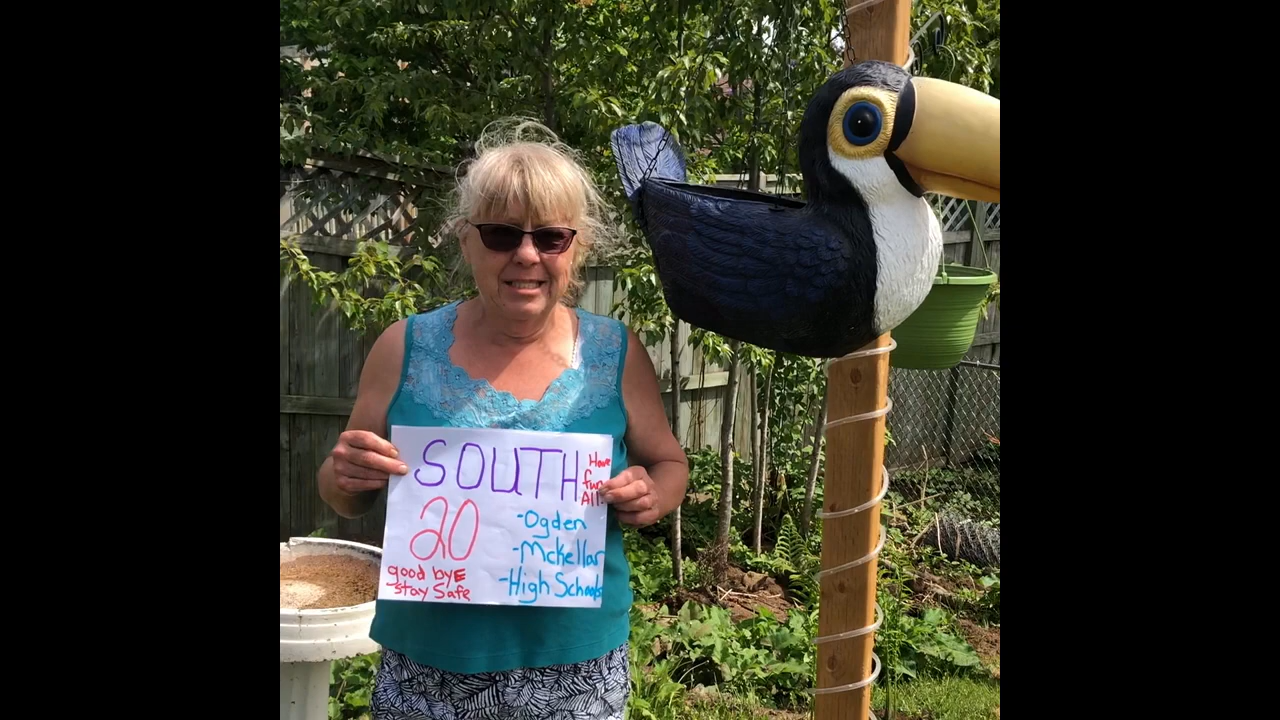 SOUTH
Have
fun
All!
20
good byE
stay Safe
-Ogden
-Mckellar
-High Schools